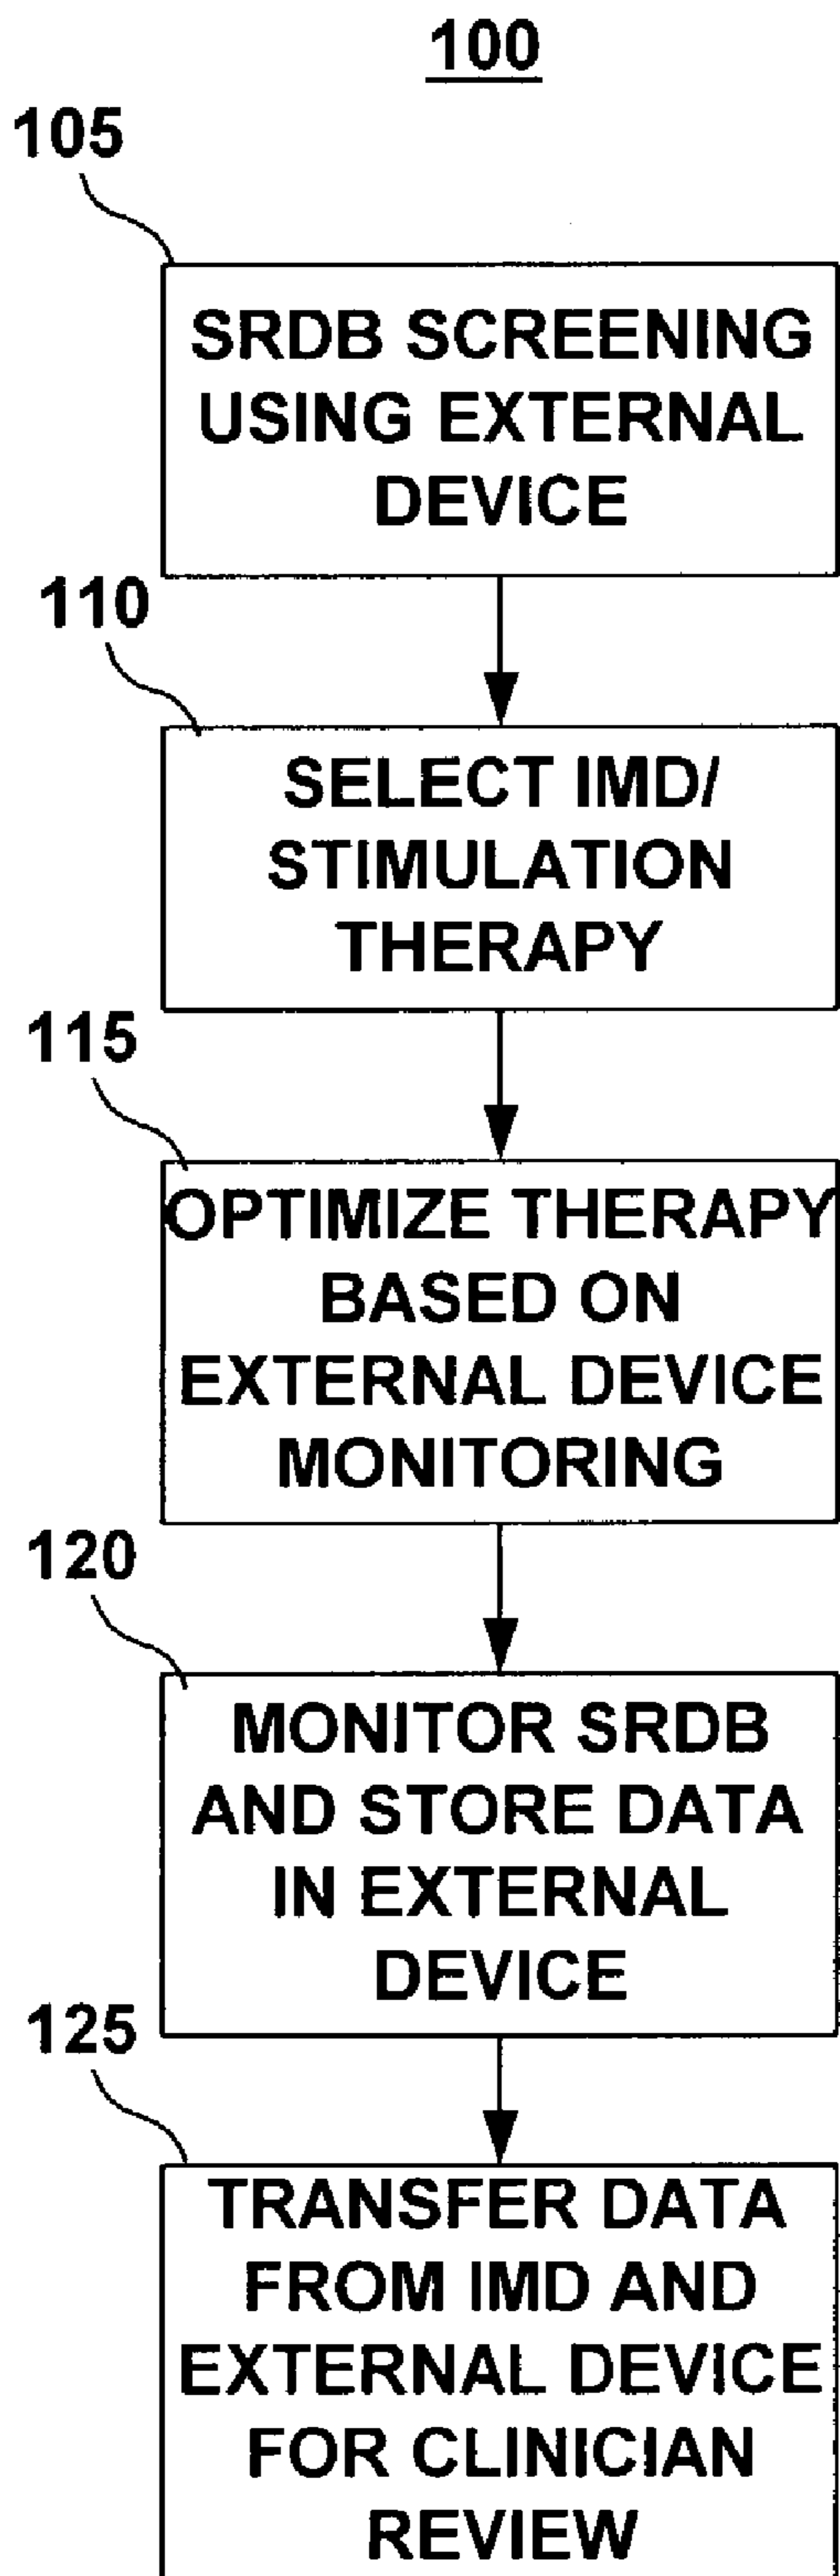 100
105
SRDB SCREENING
USING EXTERNAL
DEVICE
110
SELECT IMD/
STIMULATION
THERAPY
115
OPTIMIZE THERAPY
BASED ON
EXTERNAL DEVICE
MONITORING
120
MONITOR SRDB
AND STORE DATA
IN EXTERNAL
DEVICE
125
TRANSFER DATA
FROM IMD AND
EXTERNAL DEVICE
FOR CLINICIAN
REVIEW